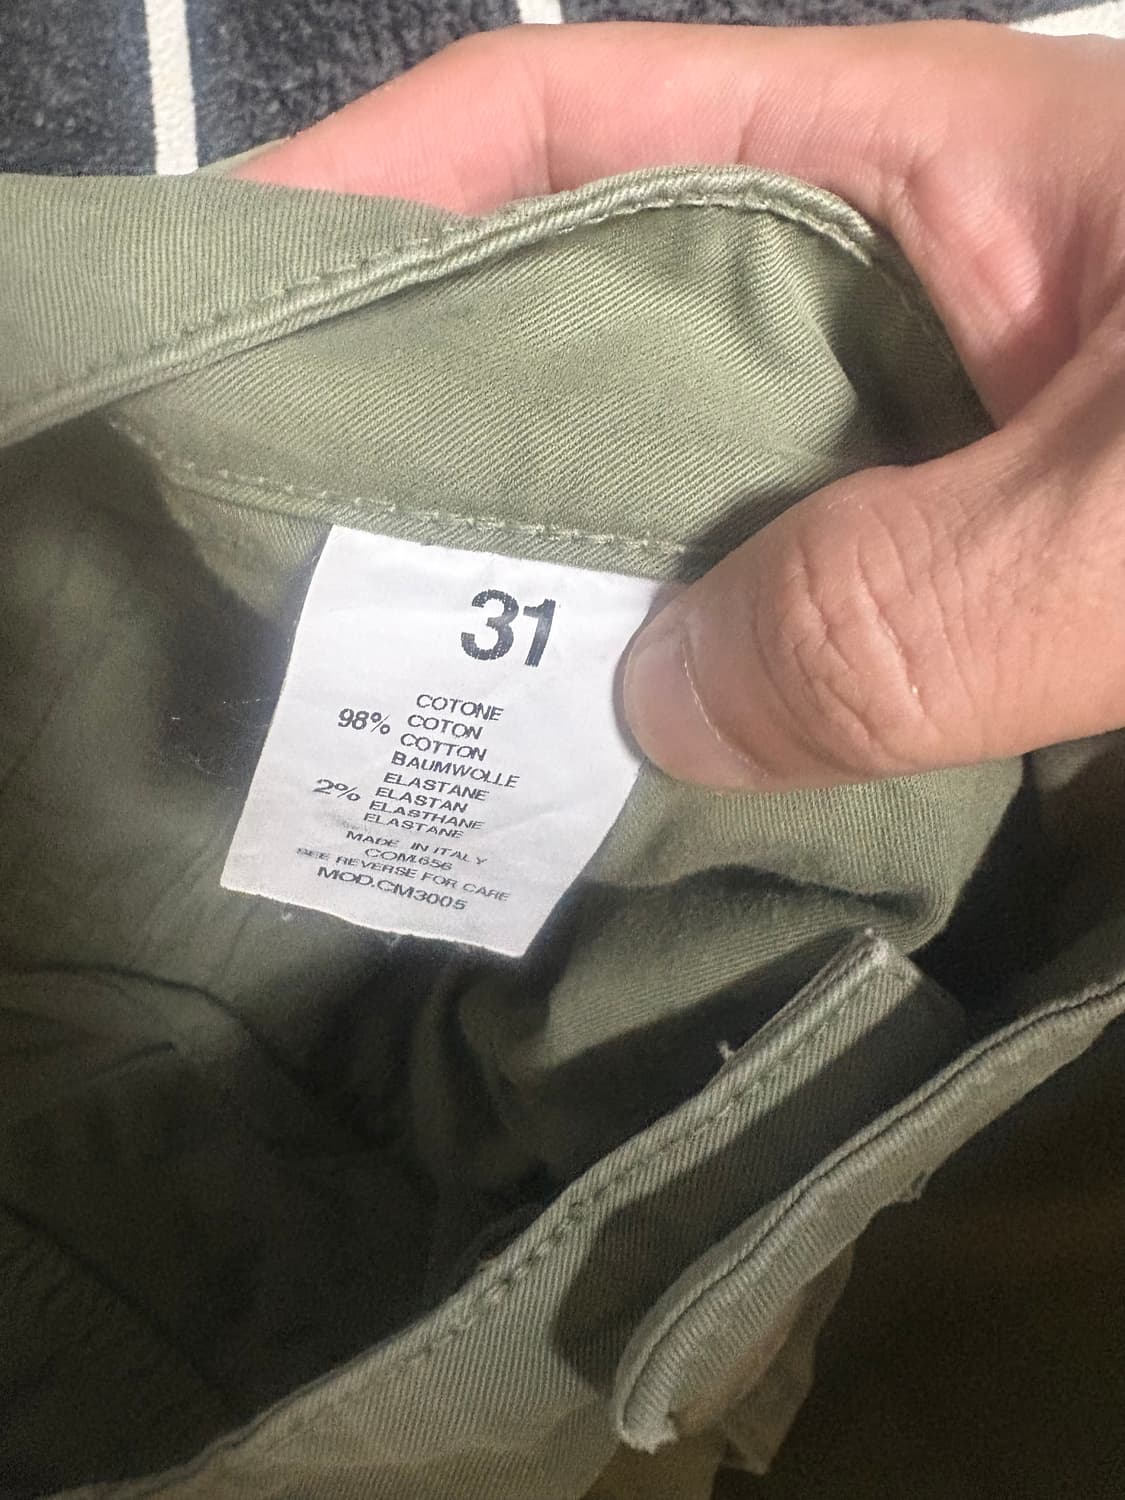 31
COTONE
98% COTON
COTTON
BAUMWOLLE
ELASTANE
2% ELASTAN
ELASTHANE
ELASTANE
MADE IN ITALY
COM.656
SEE REVERSE FOR CARE
MOD.CM3005